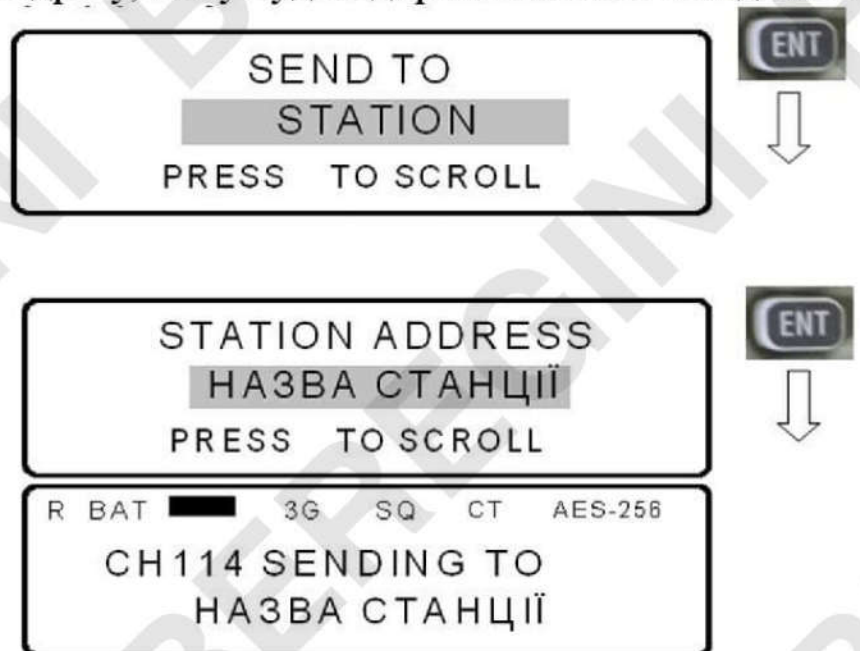 SEND TO
ENT
STATION
PRESS TO SCROLL
STATION ADDRESS
ENT
НАЗВА СТАНЦІЇ
PRESS TO SCROLL
R BAT 3G SQ CT AES-256
CH114 SENDING TO
НАЗВА СТАНЦІЇ
BEREGINI